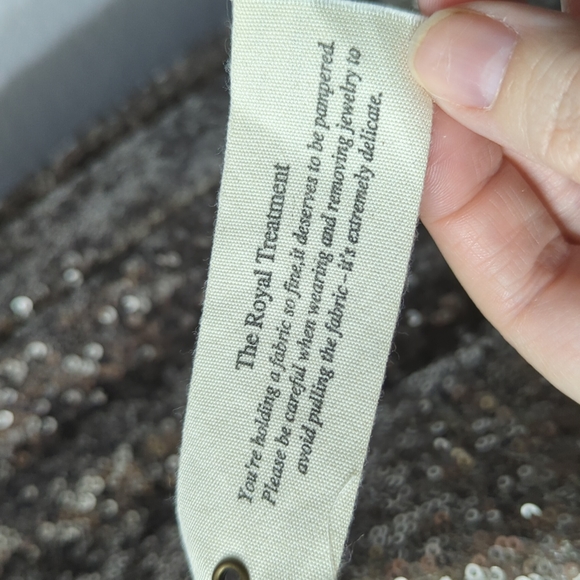 The Royal Treatment
You're holding a fabric so fine,it deserves to be pampered.
Please be careful when wearing and removing jewelry to
avoid pulling the fabric-it's extremely delicate.